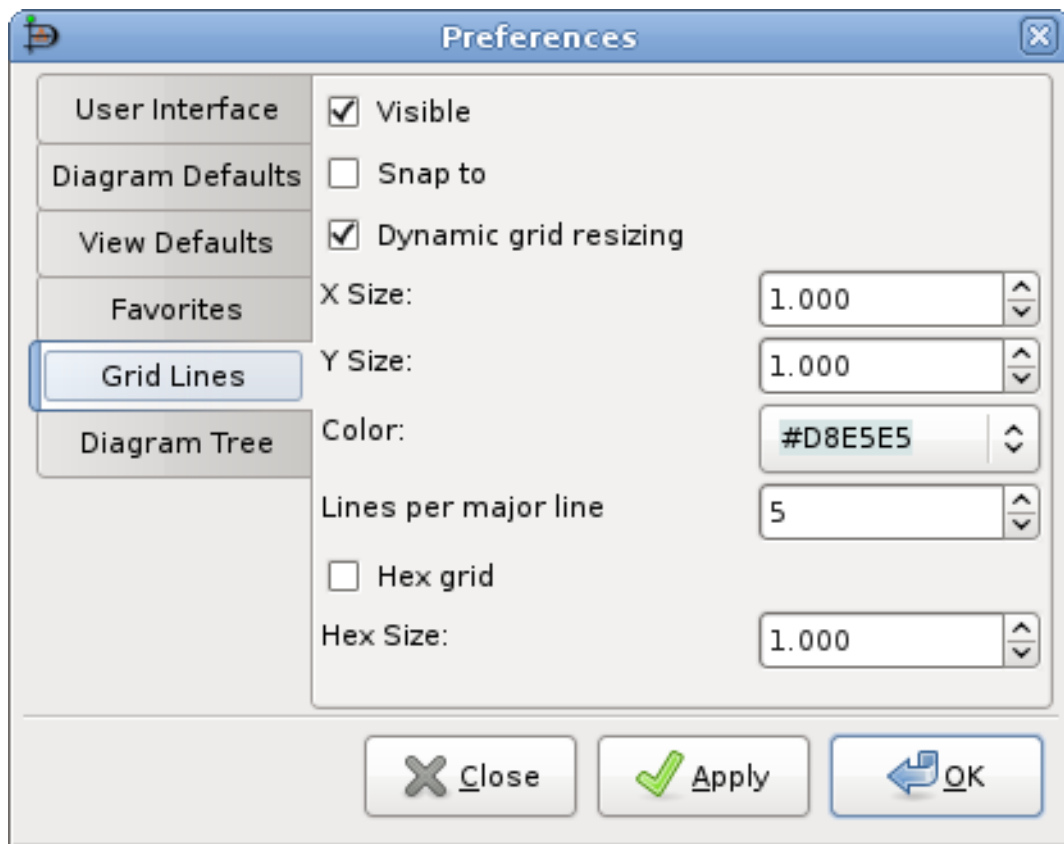 Preferences
User Interface
Diagram Defaults
View Defaults
Favorites
Grid Lines
Diagram Tree
Visible
Snap to
Dynamic grid resizing
X Size: 1.000
Y Size: 1.000
Color: #D8E5E5
Lines per major line 5
Hex grid
Hex Size: 1.000
Close Apply OK